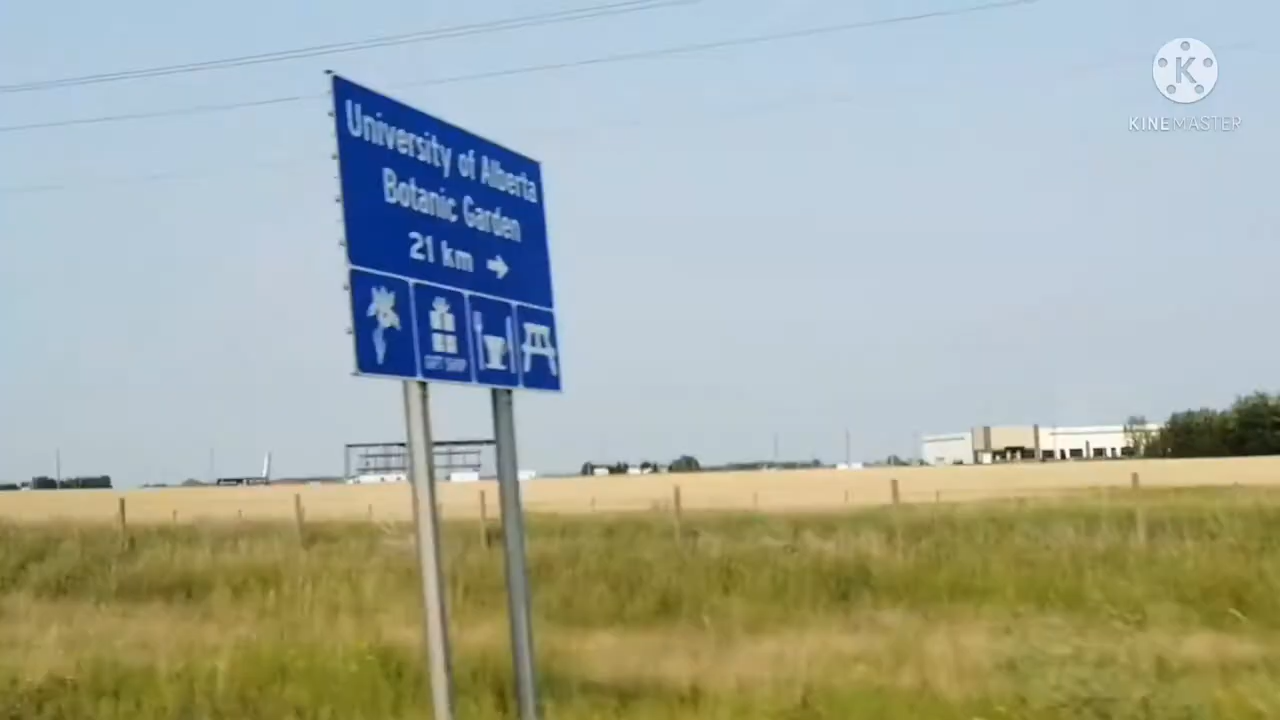 University of Alberta
Botanic Garden
21 km →
GIFT SHOP
K
KINEMASTER